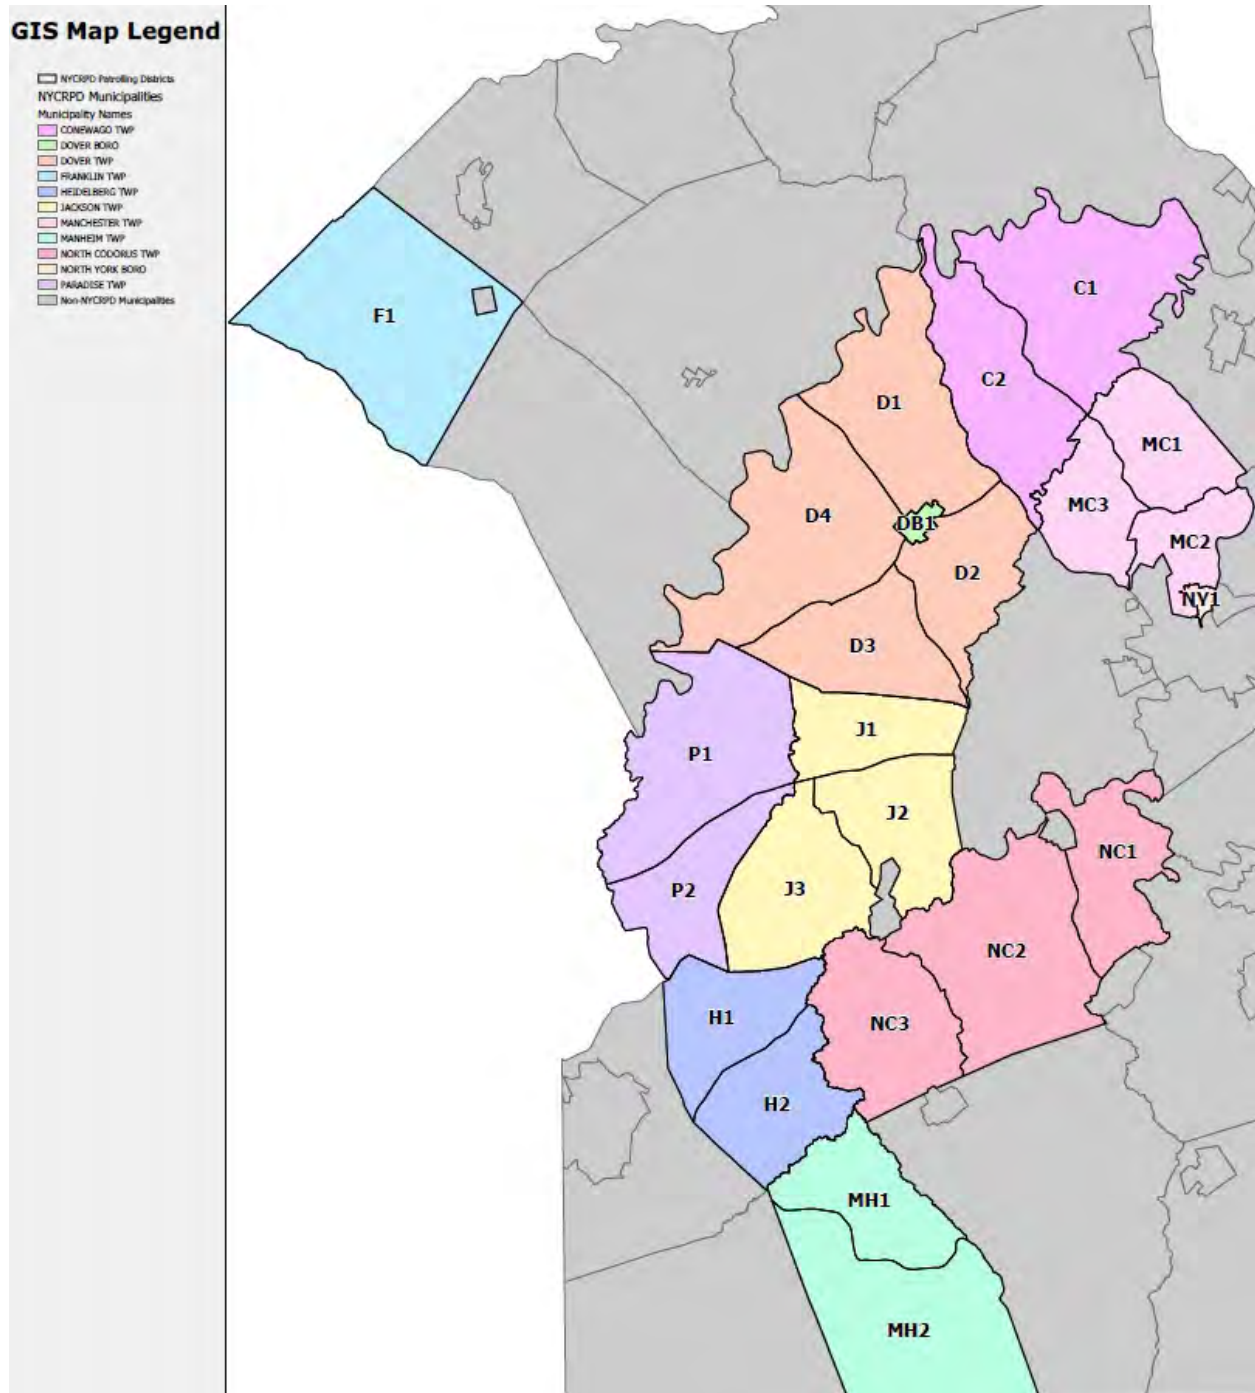 GIS Map Legend
NYCRPD Patrolling Districts
NYCRPD Municipalities
Municipality Names
CONEWAGO TWP
DOVER BORO
DOVER TWP
FRANKLIN TWP
HEIDELBERG TWP
JACKSON TWP
MANCHESTER TWP
MANHEIM TWP
NORTH CODORUS TWP
NORTH YORK BORO
PARADISE TWP
Non-NYCRPD Municipalities
C1
F1
C2
D1
MC1
MC3
D4
DB1
MC2
D2
NY1
D3
J1
P1
J2
NC1
J3
P2
NC2
H1
NC3
H2
MH1
MH2